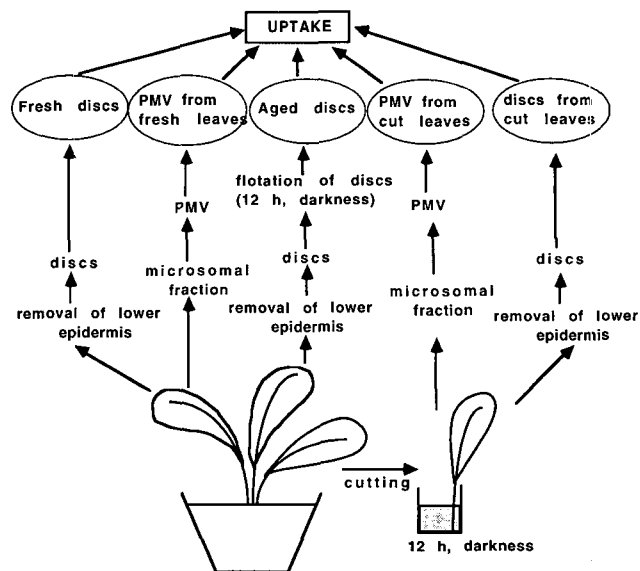 UPTAKE
Fresh discs
PMV from
fresh leaves
Aged discs
PMV from
cut leaves
discs from
cut leaves
flotation of discs
(12 h, darkness)
PMV
PMV
discs
microsomal
fraction
discs
microsomal
fraction
discs
removal of lower
epidermis
removal of lower
epidermis
removal of lower
epidermis
cutting
12 h, darkness